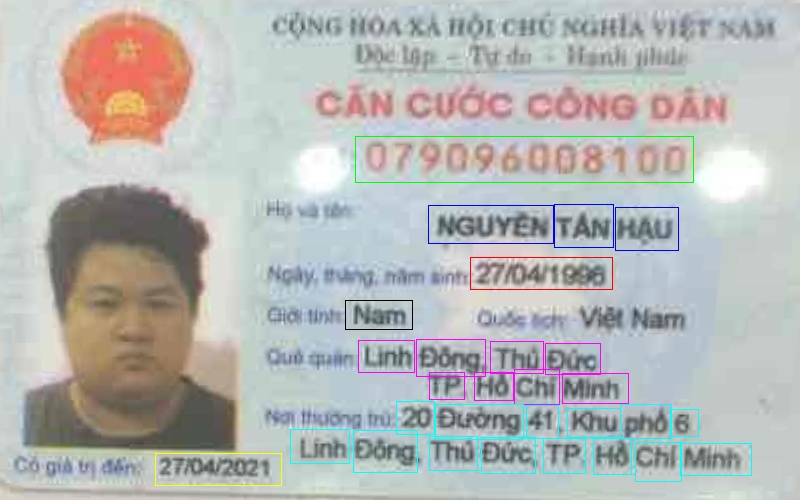 CỘNG HÒA XÃ HỘI CHỦ NGHĨA VIỆT NAM
Độc lập - Tự do - Hạnh phúc
CĂN CƯỚC CÔNG DÂN
079096008100
Họ và tên:
NGUYỄN TẤN HẬU
Ngày, tháng, năm sinh: 27/04/1996
Giới tính: Nam Quốc tịch: Việt Nam
Quê quán: Linh Đông, Thủ Đức
TP. Hồ Chí Minh
Nơi thường trú: 20 Đường 41, Khu phố 6
Linh Đông, Thủ Đức, TP. Hồ Chí Minh
Có giá trị đến: 27/04/2021